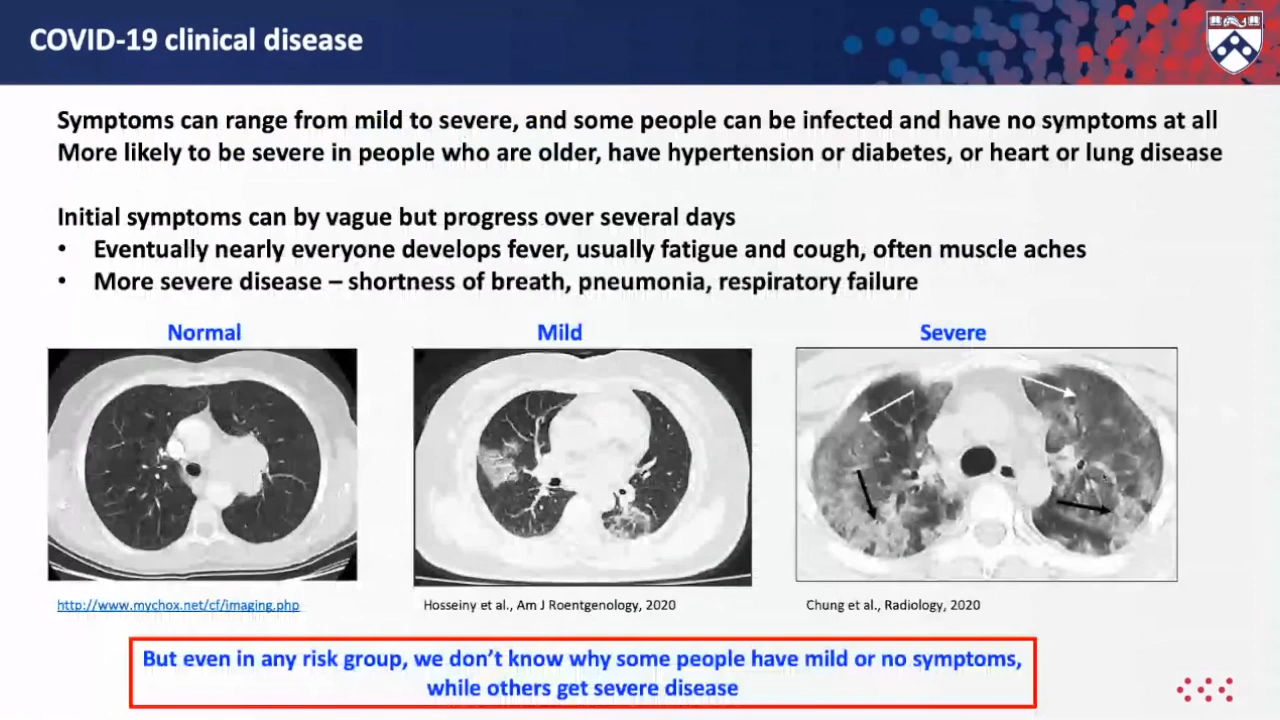 COVID-19 clinical disease
Symptoms can range from mild to severe, and some people can be infected and have no symptoms at all
More likely to be severe in people who are older, have hypertension or diabetes, or heart or lung disease
Initial symptoms can by vague but progress over several days
• Eventually nearly everyone develops fever, usually fatigue and cough, often muscle aches
• More severe disease – shortness of breath, pneumonia, respiratory failure
Normal
Mild
Severe
http://www.mychox.net/cf/imaging.php
Hosseiny et al., Am J Roentgenology, 2020
Chung et al., Radiology, 2020
But even in any risk group, we don't know why some people have mild or no symptoms,
while others get severe disease